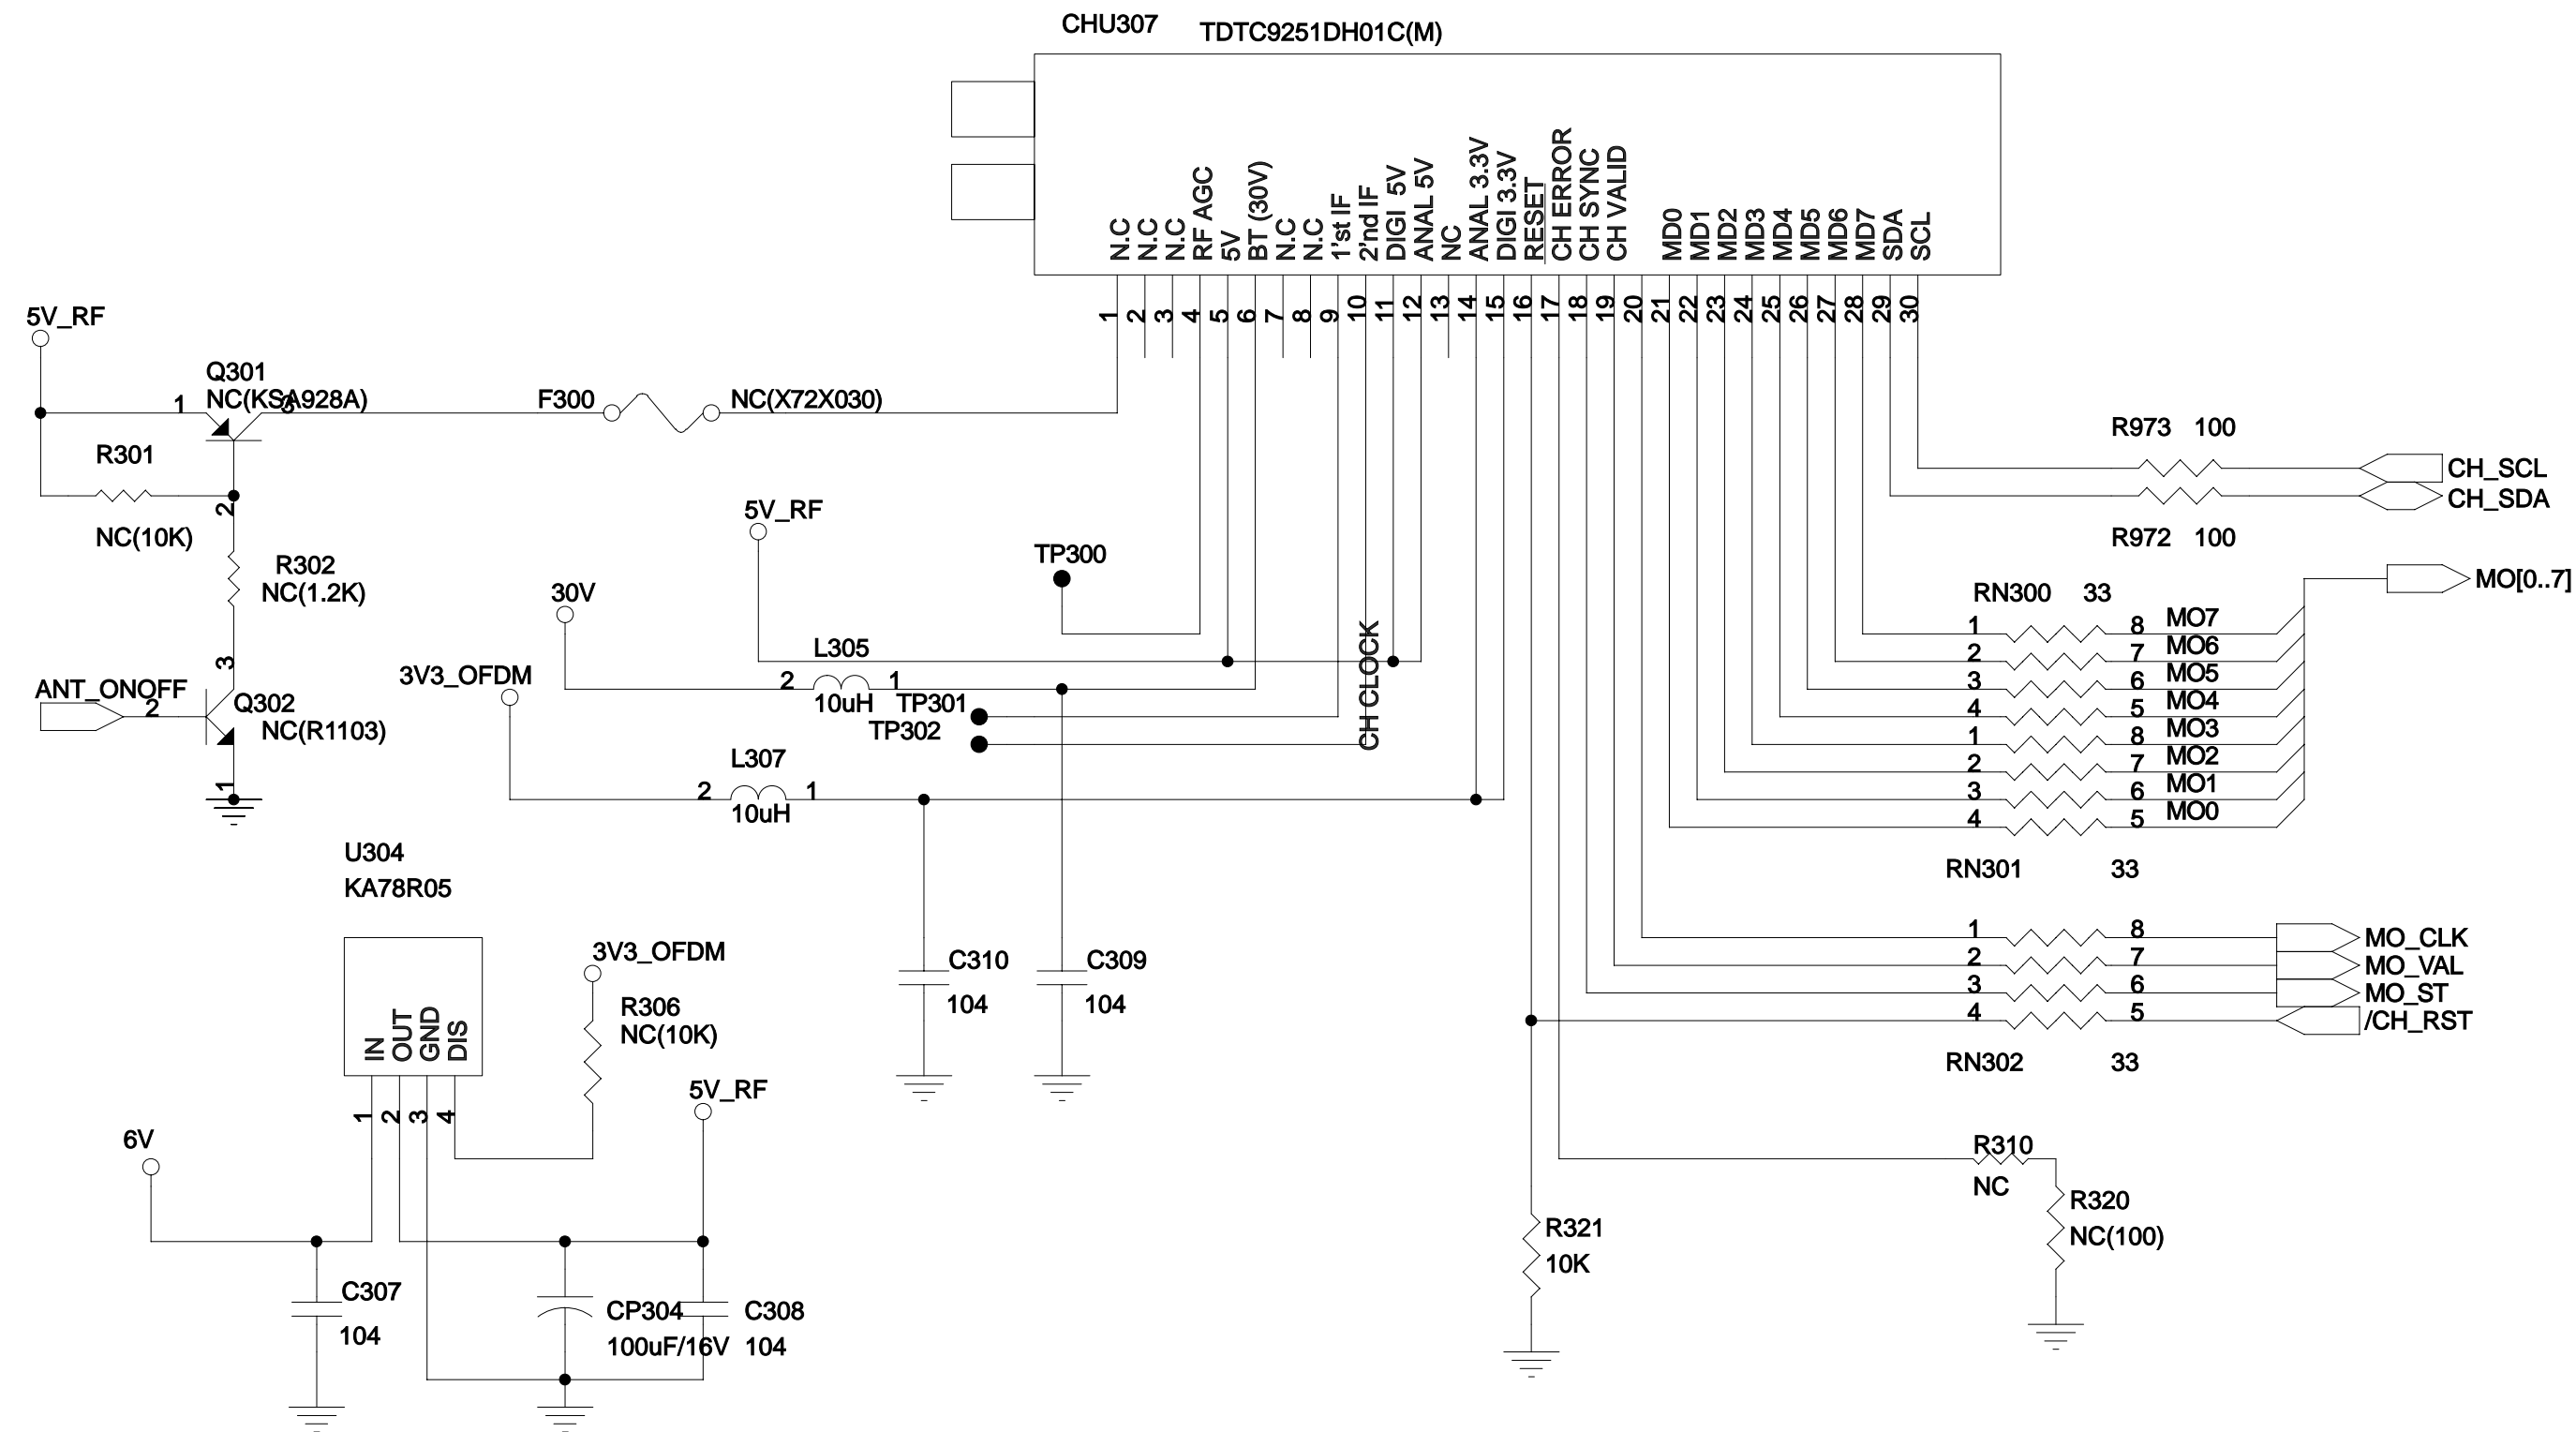 CHU307 TDTC9251DH01C(M)
N.C
N.C
N.C
RF AGC
5V
BT (30V)
N.C
N.C
1'st IF
2'nd IF
DIGI 5V
ANAL 5V
NC
ANAL 3.3V
DIGI 3.3V
RESET
CH ERROR
CH SYNC
CH VALID
MD0
MD1
MD2
MD3
MD4
MD5
MD6
MD7
SDA
SCL
1
2
3
4
5
6
7
8
9
10
11
12
13
14
15
16
17
18
19
20
21
22
23
24
25
26
27
28
29
30
CH CLOCK
5V_RF
Q301
NC(KSA928A)
1
3
F300
NC(X72X030)
R301
2
NC(10K)
R302
NC(1.2K)
3
ANT_ONOFF
2
Q302
NC(R1103)
1
5V_RF
TP300
30V
L305
3V3_OFDM
2
1
10uH
TP301
TP302
L307
2
1
10uH
R973 100
CH_SCL
CH_SDA
R972 100
MO[0..7]
RN300 33
1 8 MO7
2 7 MO6
3 6 MO5
4 5 MO4
1 8 MO3
2 7 MO2
3 6 MO1
4 5 MO0
RN301 33
1 8 MO_CLK
2 7 MO_VAL
3 6 MO_ST
4 5 /CH_RST
RN302 33
U304
KA78R05
IN
OUT
GND
DIS
1
2
3
4
3V3_OFDM
R306
NC(10K)
5V_RF
6V
C310
104
C309
104
C307
104
CP304
100uF/16V
C308
104
R310
NC
R320
NC(100)
R321
10K